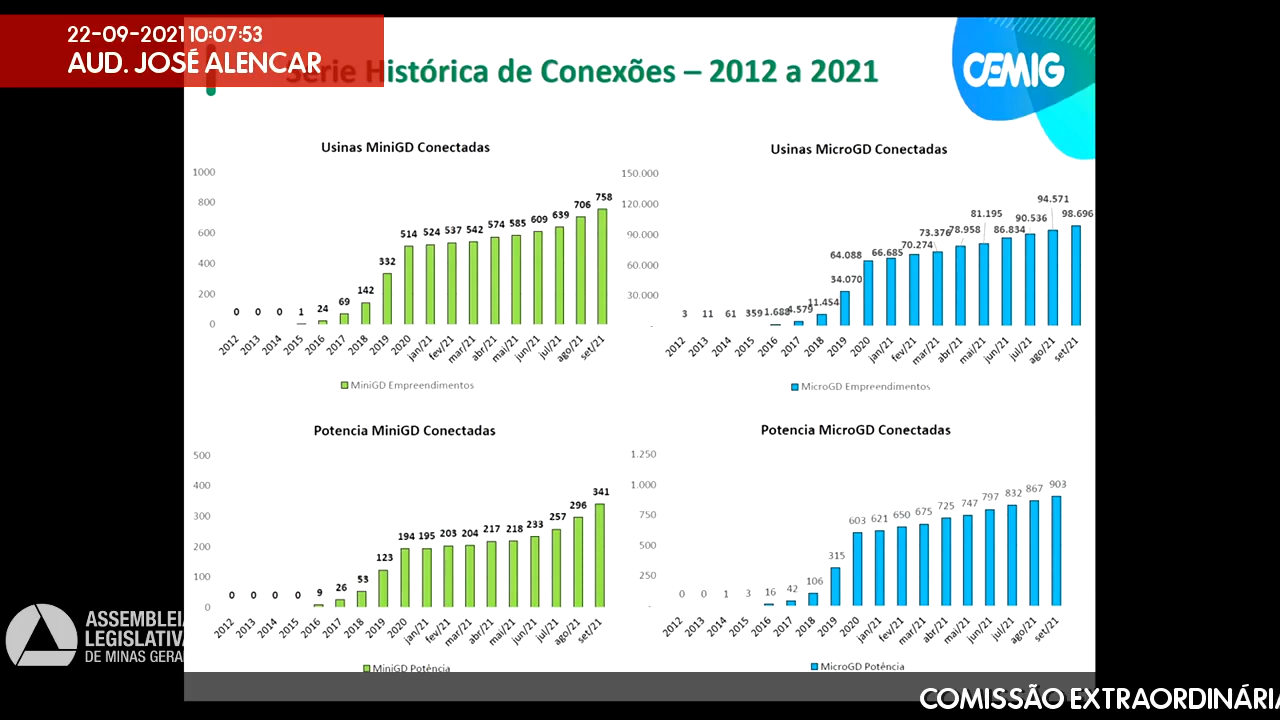 22-09-2021 10:07:53
AUD. JOSÉ ALENCAR
Série Histórica de Conexões – 2012 a 2021
CEMIG
Usinas MiniGD Conectadas
1000
800
600
400
200
0
0 0 0 1 24 69 142 332 514 524 537 542 574 585 609 639 706 758
2012 2013 2014 2015 2016 2017 2018 2019 2020 jan/21 fev/21 mar/21 abr/21 mai/21 jun/21 jul/21 ago/21 set/21
MiniGD Empreendimentos
Usinas MicroGD Conectadas
150.000
120.000
90.000
60.000
30.000
-
3 11 61 359 1.688 4.579 11.454 34.070 64.088 66.685 70.274 73.376 78.958 81.195 86.834 90.536 94.571 98.696
2012 2013 2014 2015 2016 2017 2018 2019 2020 jan/21 fev/21 mar/21 abr/21 mai/21 jun/21 jul/21 ago/21 set/21
MicroGD Empreendimentos
Potencia MiniGD Conectadas
500
400
300
200
100
0
0 0 0 0 9 26 53 123 194 195 203 204 217 218 233 257 296 341
2012 2013 2014 2015 2016 2017 2018 2019 2020 jan/21 fev/21 mar/21 abr/21 mai/21 jun/21 jul/21 ago/21 set/21
MiniGD Potência
Potencia MicroGD Conectadas
1.250
1.000
750
500
250
-
0 0 1 3 16 42 106 315 603 621 650 675 725 747 797 832 867 903
2012 2013 2014 2015 2016 2017 2018 2019 2020 jan/21 fev/21 mar/21 abr/21 mai/21 jun/21 jul/21 ago/21 set/21
MicroGD Potência
ASSEMBLEIA
LEGISLATIVA
DE MINAS GERAI
COMISSÃO EXTRAORDINÁRIA